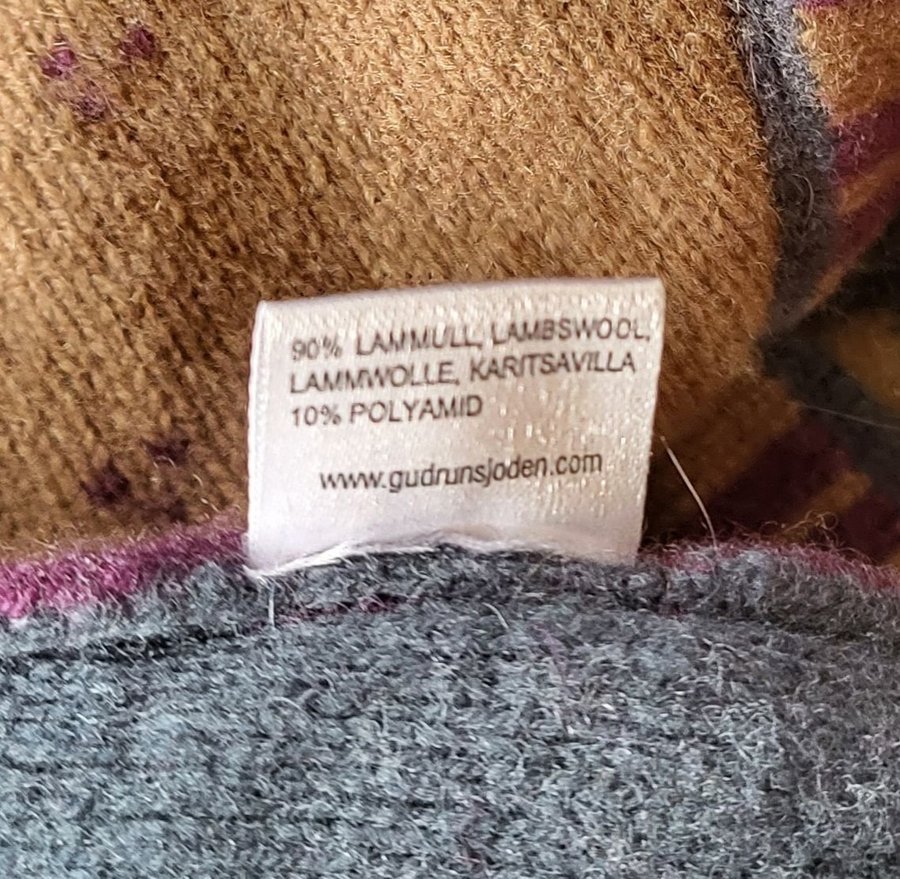 90% LAMMULL, LAMBSWOOL,
LAMMWOLLE, KARITSAVILLA
10% POLYAMID
www.gudrunsjoden.com